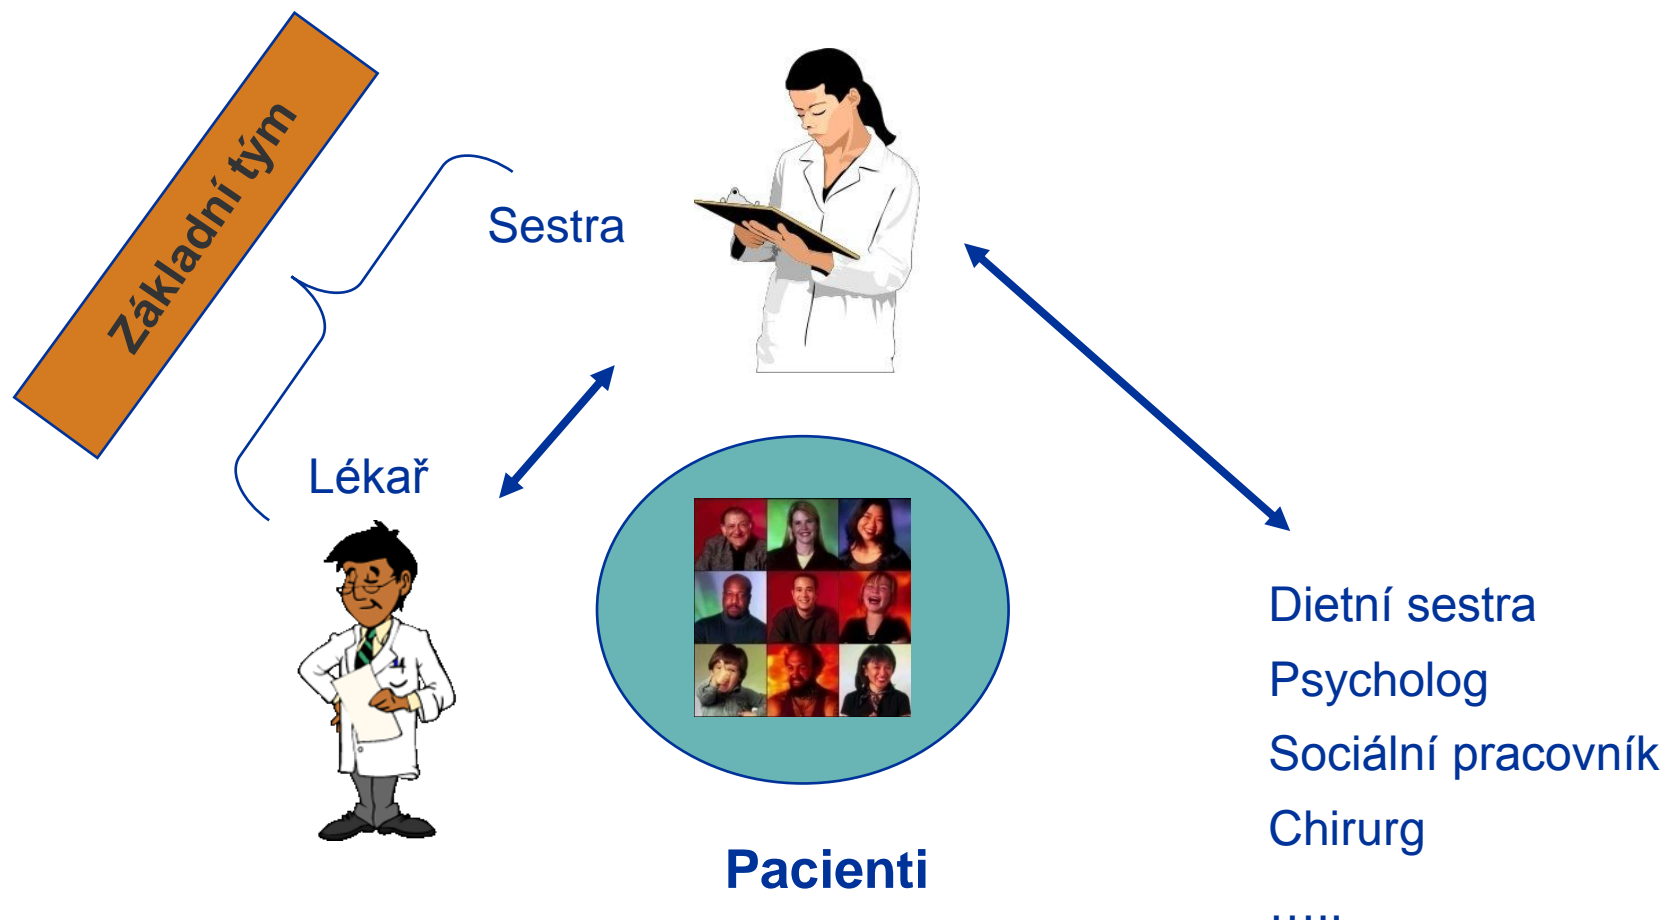 Základní tým
Sestra
Lékař
Dietní sestra
Psycholog
Sociální pracovník
Chirurg
Pacienti
…..